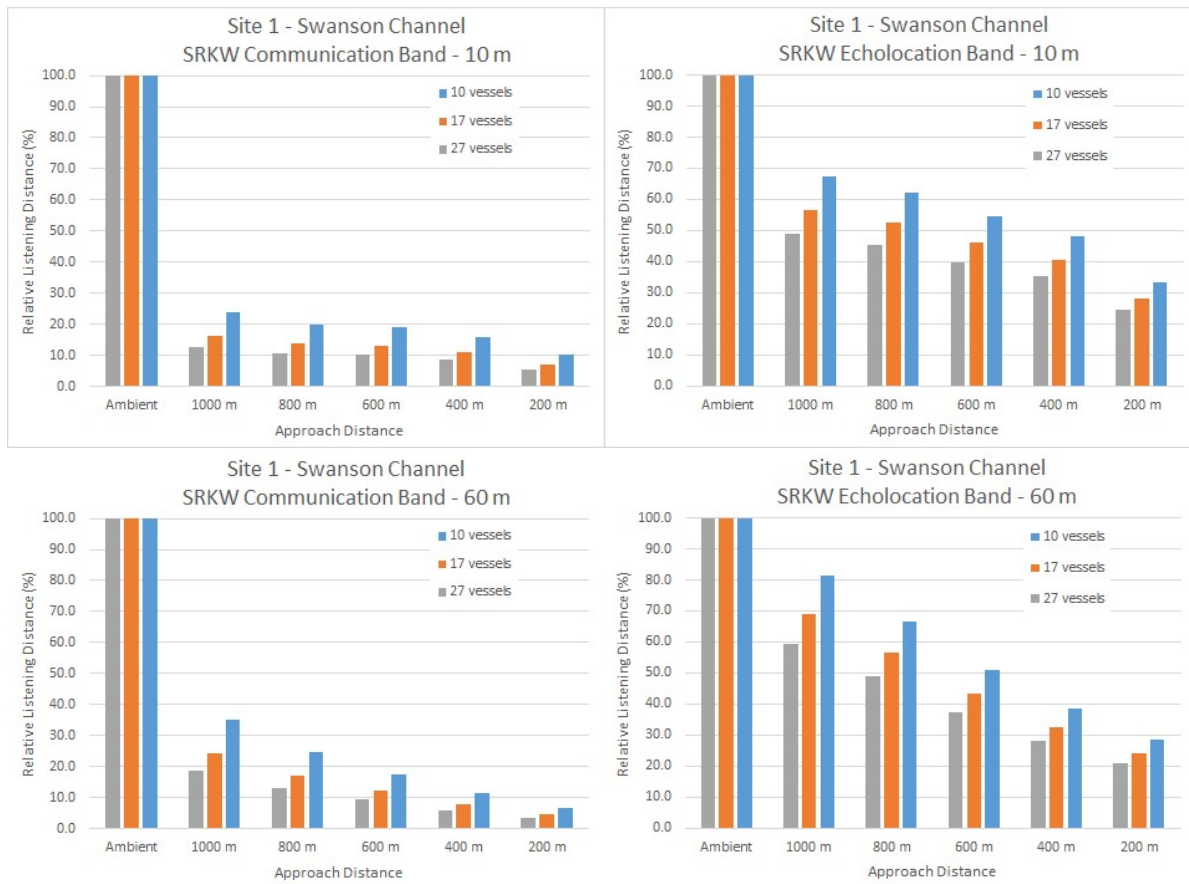 Site 1 - Swanson Channel
SRKW Communication Band - 10 m
100.0
90.0
80.0
70.0
60.0
50.0
40.0
30.0
20.0
10.0
0.0
Relative Listening Distance (%)
10 vessels
17 vessels
27 vessels
Ambient 1000 m 800 m 600 m 400 m 200 m
Approach Distance
Site 1 - Swanson Channel
SRKW Echolocation Band - 10 m
100.0
90.0
80.0
70.0
60.0
50.0
40.0
30.0
20.0
10.0
0.0
Relative Listening Distance (%)
10 vessels
17 vessels
27 vessels
Ambient 1000 m 800 m 600 m 400 m 200 m
Approach Distance
Site 1 - Swanson Channel
SRKW Communication Band - 60 m
100.0
90.0
80.0
70.0
60.0
50.0
40.0
30.0
20.0
10.0
0.0
Relative Listening Distance (%)
10 vessels
17 vessels
27 vessels
Ambient 1000 m 800 m 600 m 400 m 200 m
Approach Distance
Site 1 - Swanson Channel
SRKW Echolocation Band - 60 m
100.0
90.0
80.0
70.0
60.0
50.0
40.0
30.0
20.0
10.0
0.0
Relative Listening Distance (%)
10 vessels
17 vessels
27 vessels
Ambient 1000 m 800 m 600 m 400 m 200 m
Approach Distance